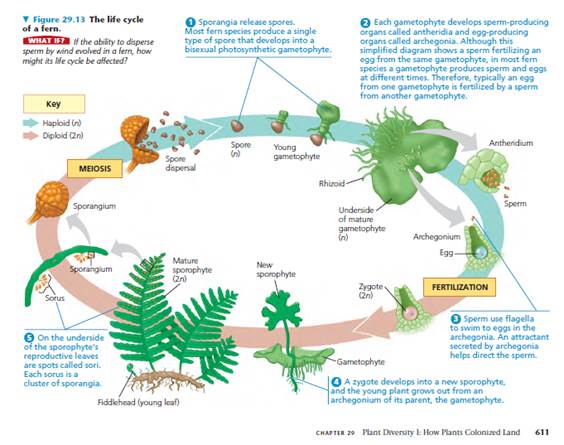 ▼ Figure 29.13 The life cycle
of a fern.
WHAT IF? If the ability to disperse
sperm by wind evolved in a fern, how
might its life cycle be affected?
1 Sporangia release spores.
Most fern species produce a single
type of spore that develops into a
bisexual photosynthetic gametophyte.
2 Each gametophyte develops sperm-producing
organs called antheridia and egg-producing
organs called archegonia. Although this
simplified diagram shows a sperm fertilizing an
egg from the same gametophyte, in most fern
species a gametophyte produces sperm and eggs
at different times. Therefore, typically an egg
from one gametophyte is fertilized by a sperm
from another gametophyte.
Key
Haploid (n)
Diploid (2n)
MEIOSIS
Spore
dispersal
Spore
(n)
Young
gametophyte
Rhizoid
Underside
of mature
gametophyte
(n)
Antheridium
Sperm
Archegonium
Egg
FERTILIZATION
Zygote
(2n)
Sporangium
Sporangium
Sorus
Mature
sporophyte
(2n)
New
sporophyte
Gametophyte
Fiddlehead (young leaf)
3 Sperm use flagella
to swim to eggs in the
archegonia. An attractant
secreted by archegonia
helps direct the sperm.
4 A zygote develops into a new sporophyte,
and the young plant grows out from an
archegonium of its parent, the gametophyte.
5 On the underside
of the sporophyte's
reproductive leaves
are spots called sori.
Each sorus is a
cluster of sporangia.
CHAPTER 29 Plant Diversity I: How Plants Colonized Land 611